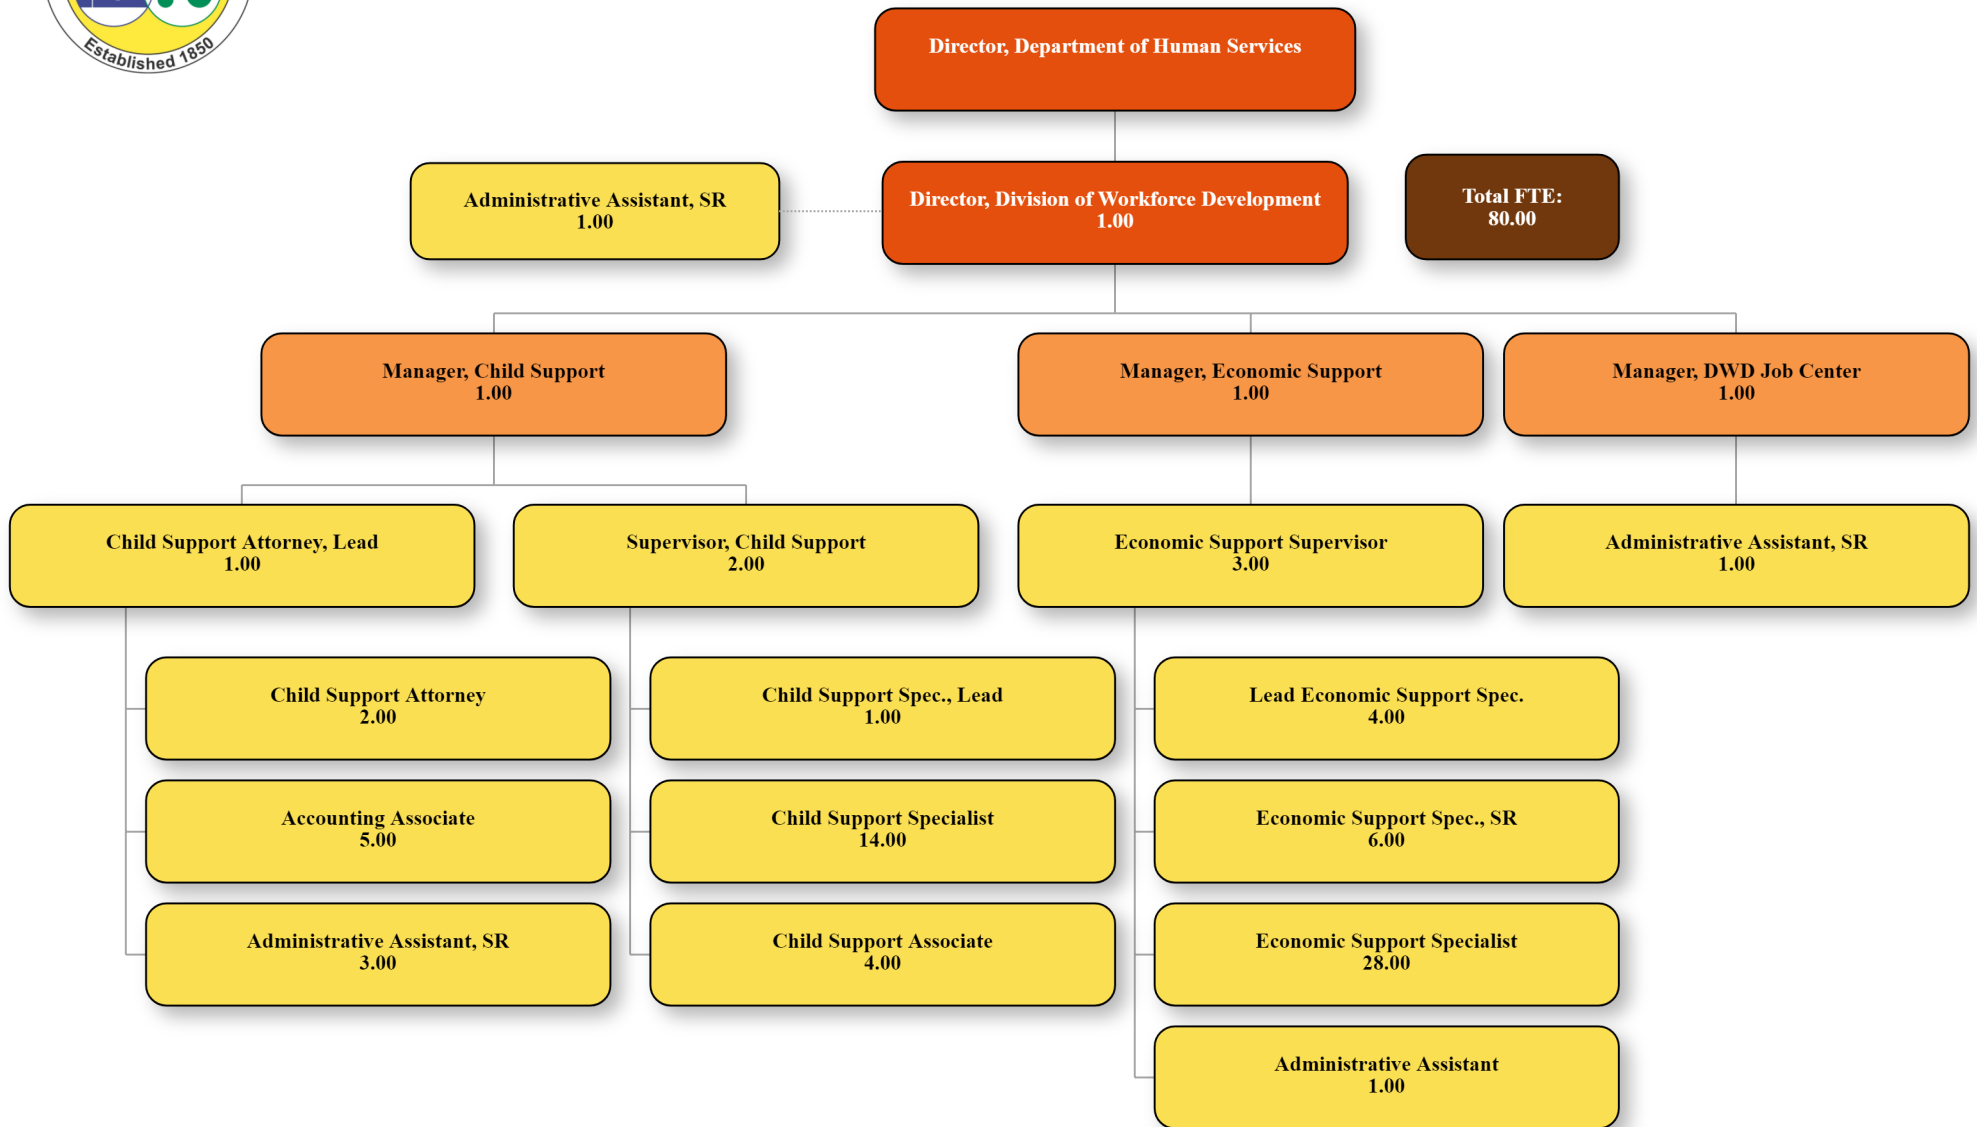 Established 1850
Director, Department of Human Services
Administrative Assistant, SR
1.00
Director, Division of Workforce Development
1.00
Total FTE:
80.00
Manager, Child Support
1.00
Manager, Economic Support
1.00
Manager, DWD Job Center
1.00
Child Support Attorney, Lead
1.00
Supervisor, Child Support
2.00
Economic Support Supervisor
3.00
Administrative Assistant, SR
1.00
Child Support Attorney
2.00
Child Support Spec., Lead
1.00
Lead Economic Support Spec.
4.00
Accounting Associate
5.00
Child Support Specialist
14.00
Economic Support Spec., SR
6.00
Administrative Assistant, SR
3.00
Child Support Associate
4.00
Economic Support Specialist
28.00
Administrative Assistant
1.00